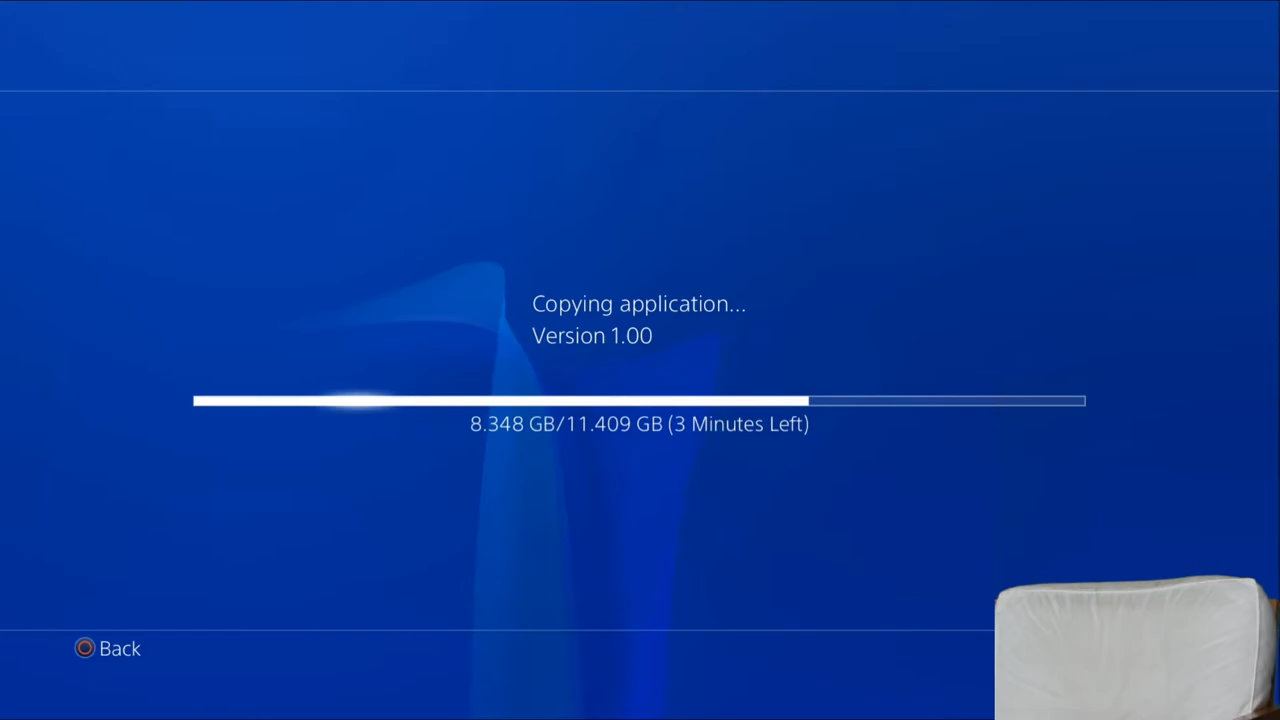 Copying application...
Version 1.00
8.348 GB/11.409 GB (3 Minutes Left)
Back